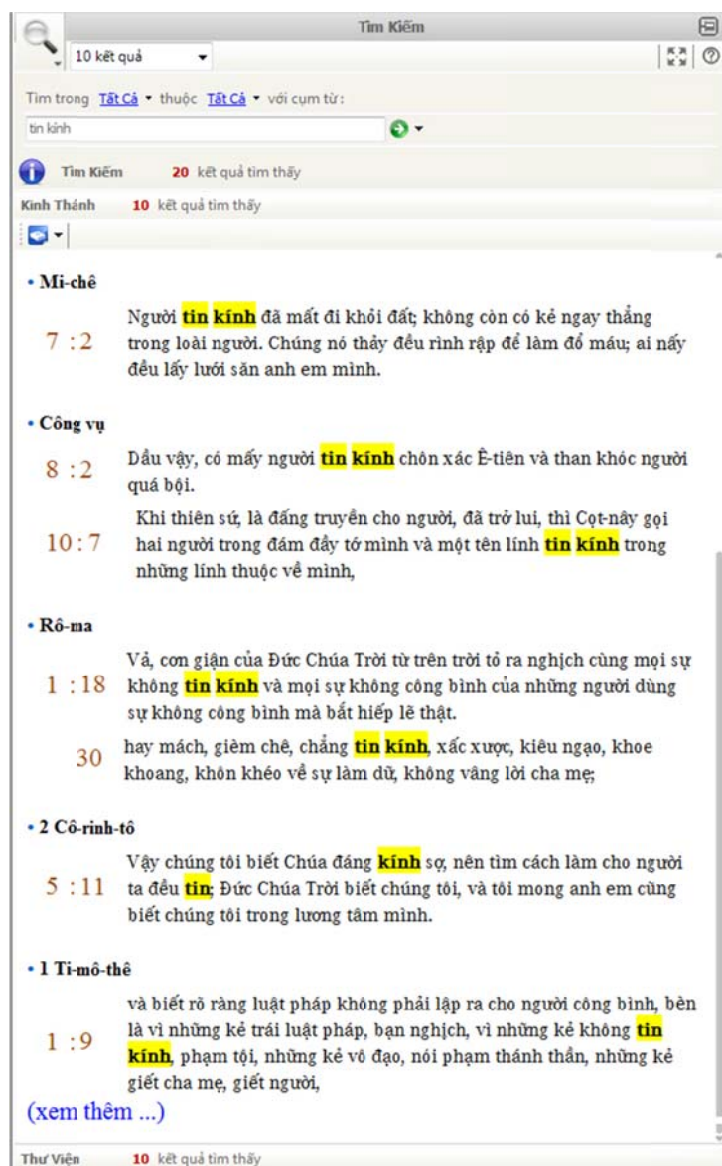 Tìm Kiếm
10 kết quả
Tìm trong Tất Cả thuộc Tất Cả với cụm từ:
tin kính
Tìm Kiếm 20 kết quả tìm thấy
Kinh Thánh 10 kết quả tìm thấy
• Mi-chê
7 :2 Người tin kính đã mất đi khỏi đất; không còn có kẻ ngay thẳng
trong loài người. Chúng nó thảy đều rình rập để làm đổ máu; ai nấy
đều lấy lưới săn anh em mình.
• Công vụ
8 :2 Dầu vậy, có mấy người tin kính chôn xác Ê-tiên và than khóc người
quá bội.
10:7 Khi thiên sứ, là đấng truyền cho người, đã trở lui, thì Cọt-nây gọi
hai người trong đám đầy tớ mình và một tên lính tin kính trong
những lính thuộc về mình,
• Rô-ma
1 :18 Vả, cơn giận của Đức Chúa Trời từ trên trời tỏ ra nghịch cùng mọi sự
không tin kính và mọi sự không công bình của những người dùng
sự không công bình mà bắt hiếp lẽ thật.
30 hay mách, gièm chê, chẳng tin kính, xấc xược, kiêu ngạo, khoe
khoang, khôn khéo về sự làm dữ, không vâng lời cha mẹ;
• 2 Cô-rinh-tô
5 :11 Vậy chúng tôi biết Chúa đáng kính sợ, nên tìm cách làm cho người
ta đều tin; Đức Chúa Trời biết chúng tôi, và tôi mong anh em cũng
biết chúng tôi trong lương tâm mình.
• 1 Ti-mô-thê
1 :9 và biết rõ ràng luật pháp không phải lập ra cho người công bình, bèn
là vì những kẻ trái luật pháp, bạn nghịch, vì những kẻ không tin
kính, phạm tội, những kẻ vô đạo, nói phạm thánh thần, những kẻ
giết cha mẹ, giết người,
(xem thêm ...)
Thư Viện 10 kết quả tìm thấy